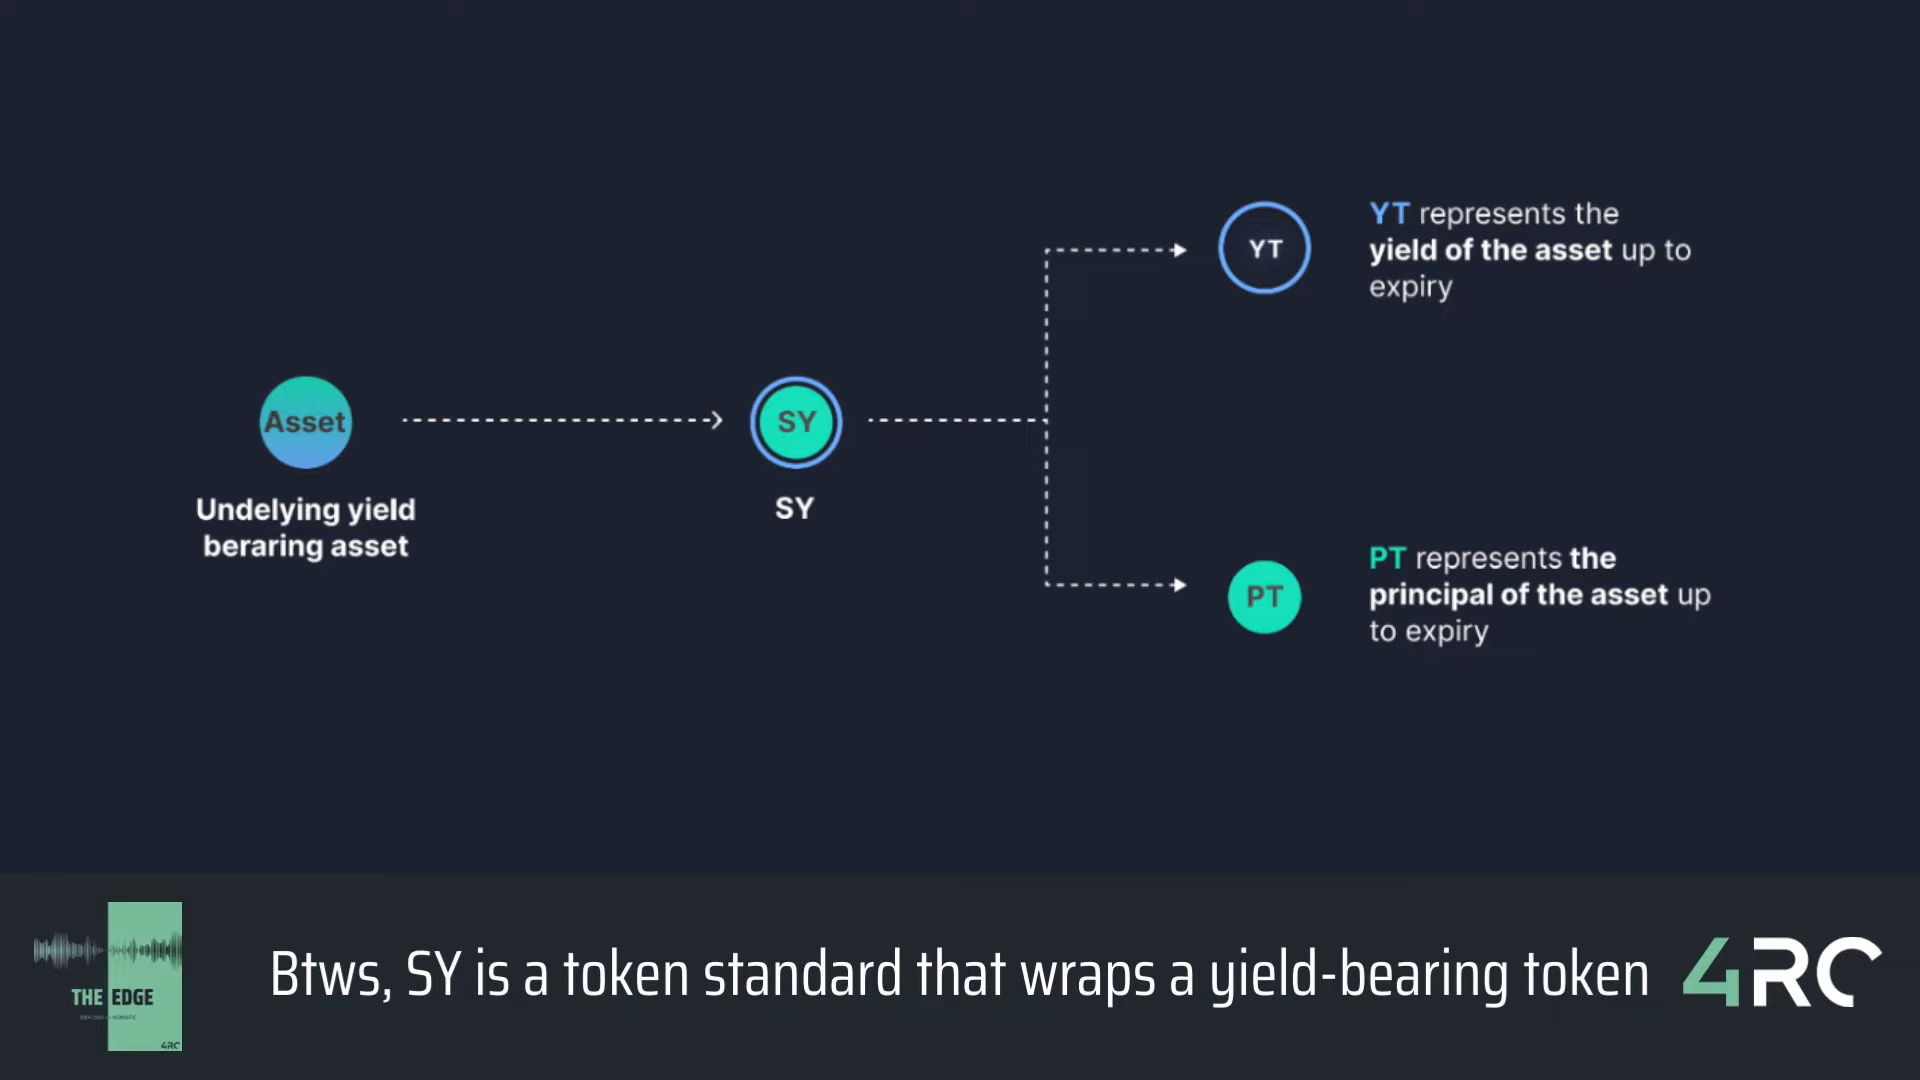 Asset
Undelying yield
beraring asset
SY
SY
YT
YT represents the
yield of the asset up to
expiry
PT
PT represents the
principal of the asset up
to expiry
THE EDGE
4RC
Btws, SY is a token standard that wraps a yield-bearing token
4RC